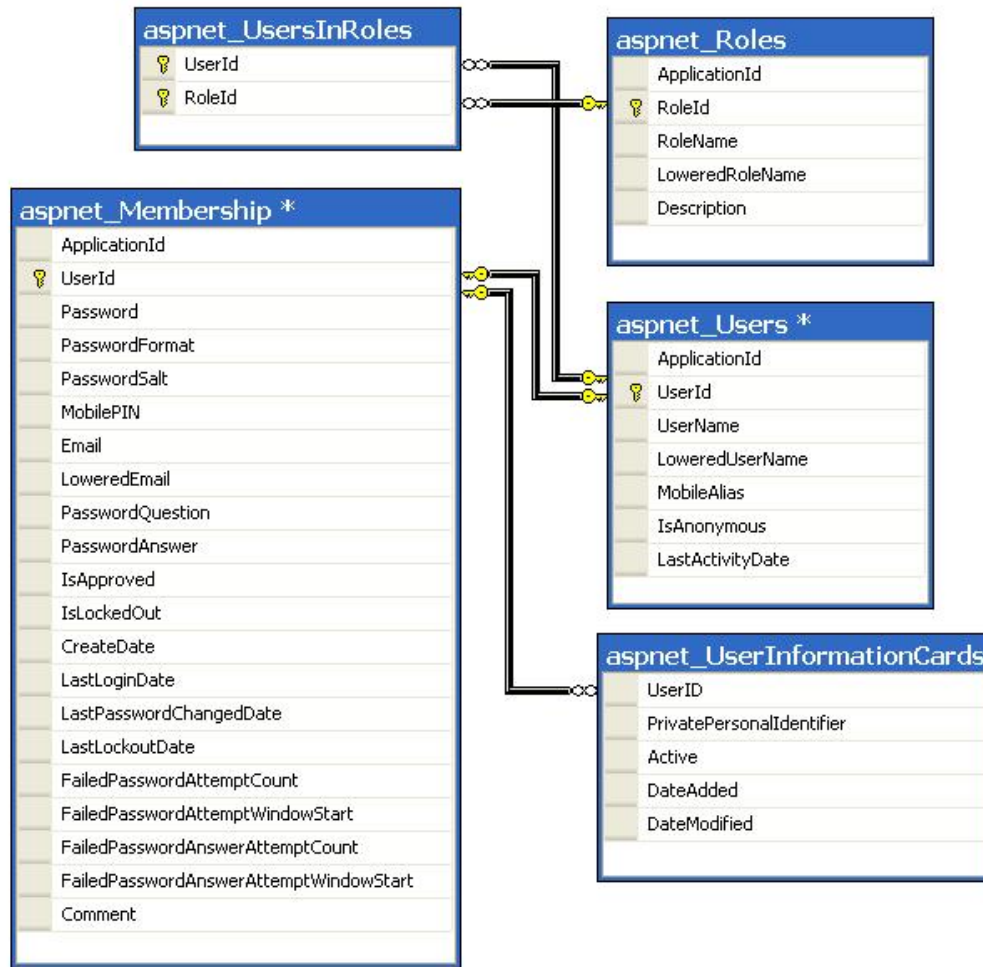 aspnet_UsersInRoles
UserId
RoleId
aspnet_Roles
ApplicationId
RoleId
RoleName
LoweredRoleName
Description
aspnet_Membership *
ApplicationId
UserId
Password
PasswordFormat
PasswordSalt
MobilePIN
Email
LoweredEmail
PasswordQuestion
PasswordAnswer
IsApproved
IsLockedOut
CreateDate
LastLoginDate
LastPasswordChangedDate
LastLockoutDate
FailedPasswordAttemptCount
FailedPasswordAttemptWindowStart
FailedPasswordAnswerAttemptCount
FailedPasswordAnswerAttemptWindowStart
Comment
aspnet_Users *
ApplicationId
UserId
UserName
LoweredUserName
MobileAlias
IsAnonymous
LastActivityDate
aspnet_UserInformationCards
UserID
PrivatePersonalIdentifier
Active
DateAdded
DateModified